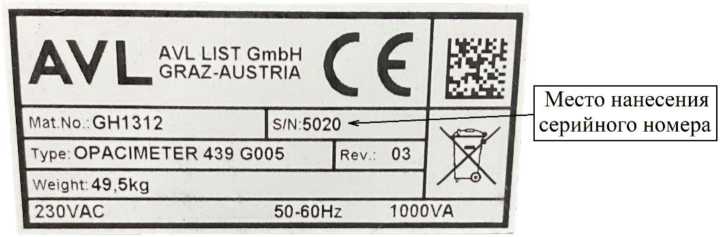 AVL
AVL LIST GmbH
GRAZ-AUSTRIA
CE
Mat.No.: GH1312
S/N:5020
Место нанесения
серийного номера
Type: OPACIMETER 439 G005
Rev.: 03
Weight: 49,5kg
230VAC 50-60Hz 1000VA